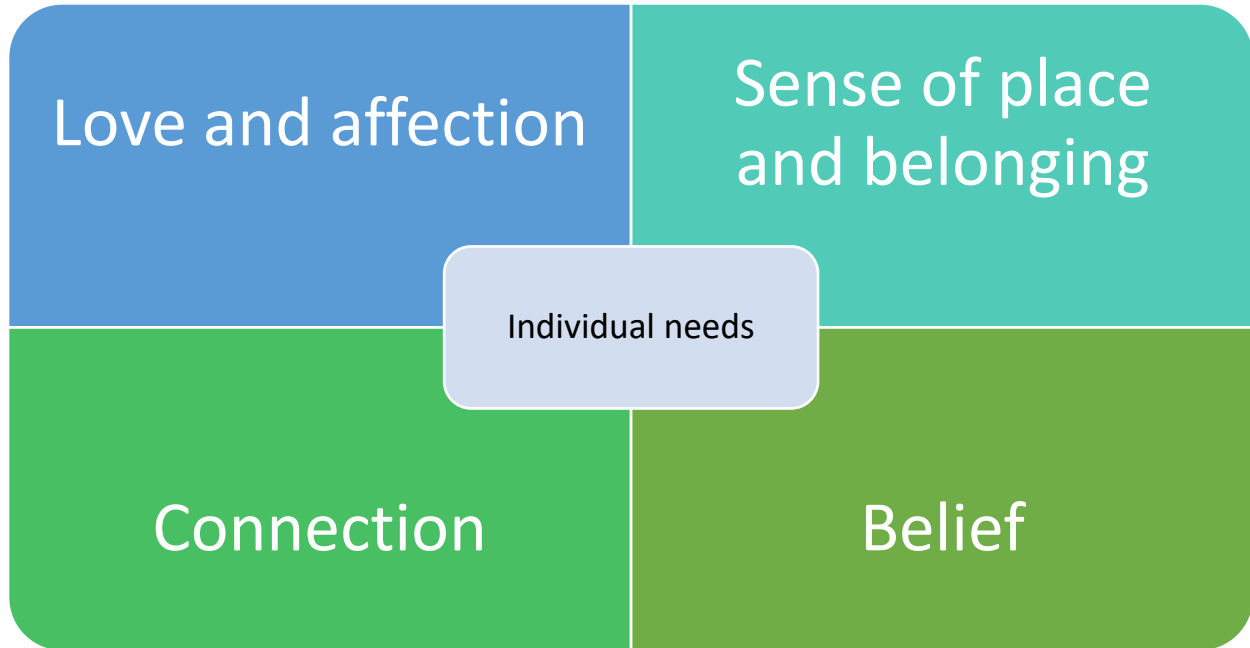 Love and affection
Sense of place
and belonging
Individual needs
Connection
Belief